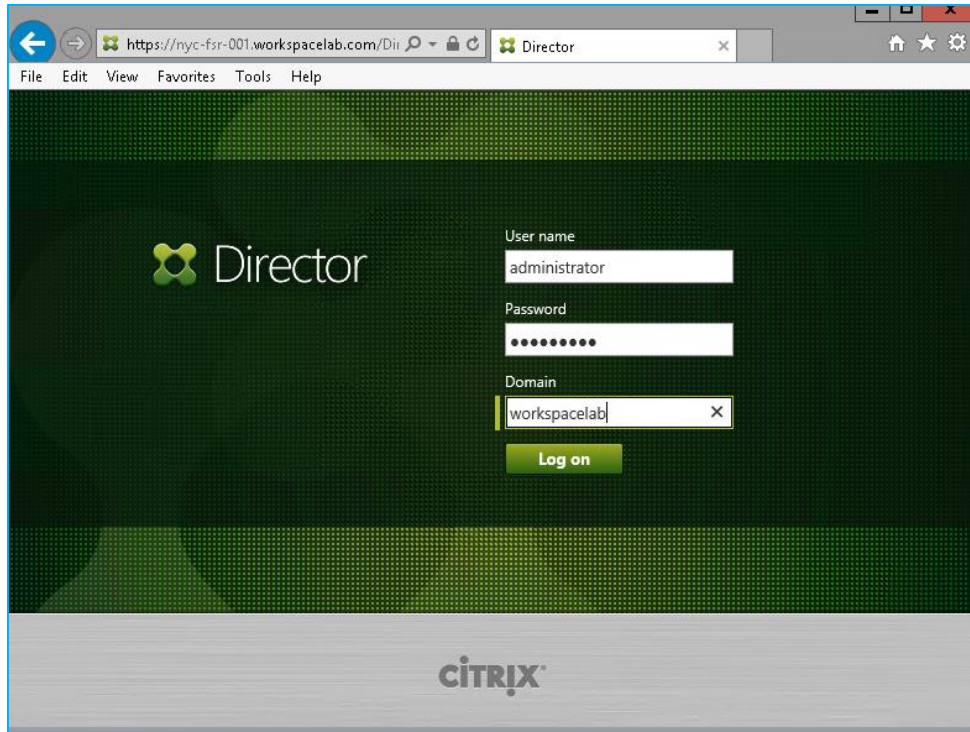 https://nyc-fsr-001.workspacelab.com/Dir
Director
File Edit View Favorites Tools Help
Director
User name
administrator
Password
•••••••••
Domain
workspacelab
Log on
CITRIX